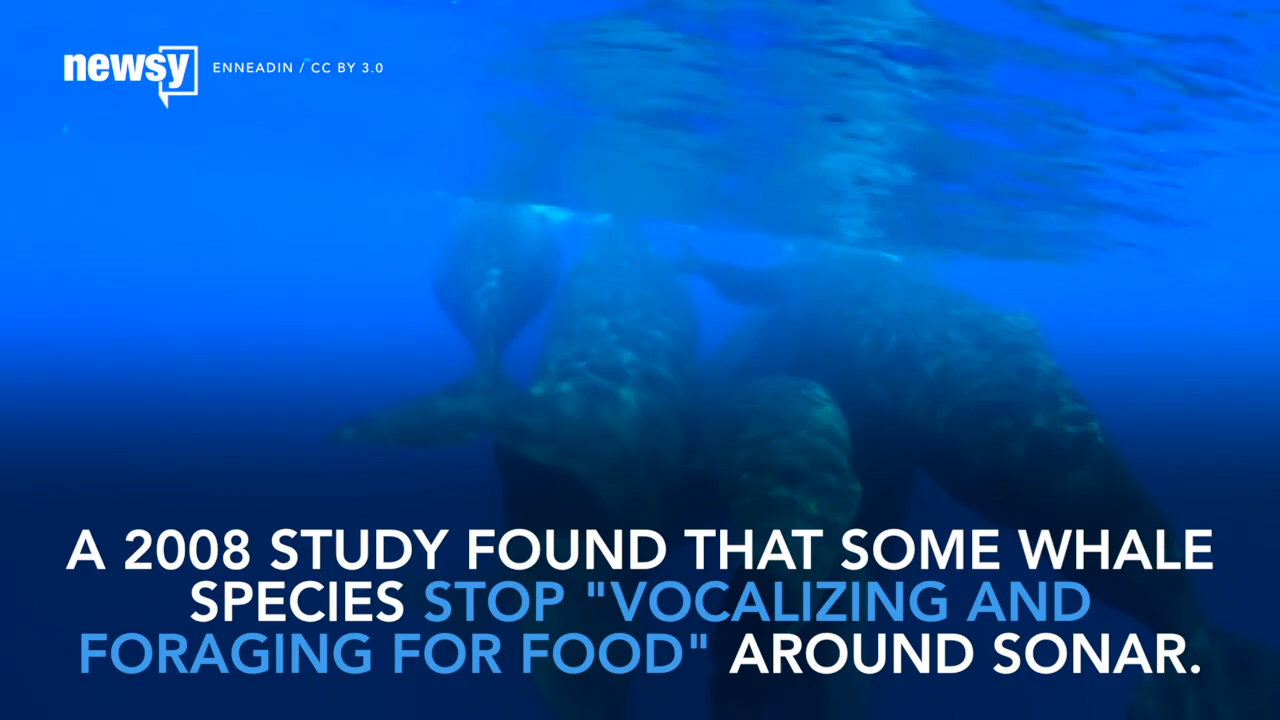 newsy ENNEADIN / CC BY 3.0
A 2008 STUDY FOUND THAT SOME WHALE
SPECIES STOP "VOCALIZING AND
FORAGING FOR FOOD" AROUND SONAR.